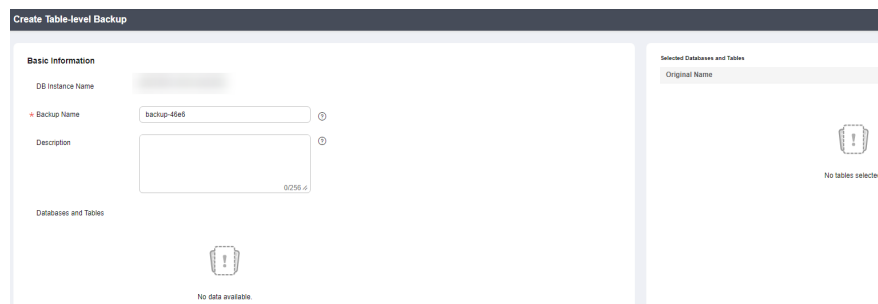 Create Table-level Backup
Basic Information
DB Instance Name
* Backup Name
backup-46e6
?
Description
?
0/256
Databases and Tables
!
No data available.
Selected Databases and Tables
Original Name
!
No tables selecte